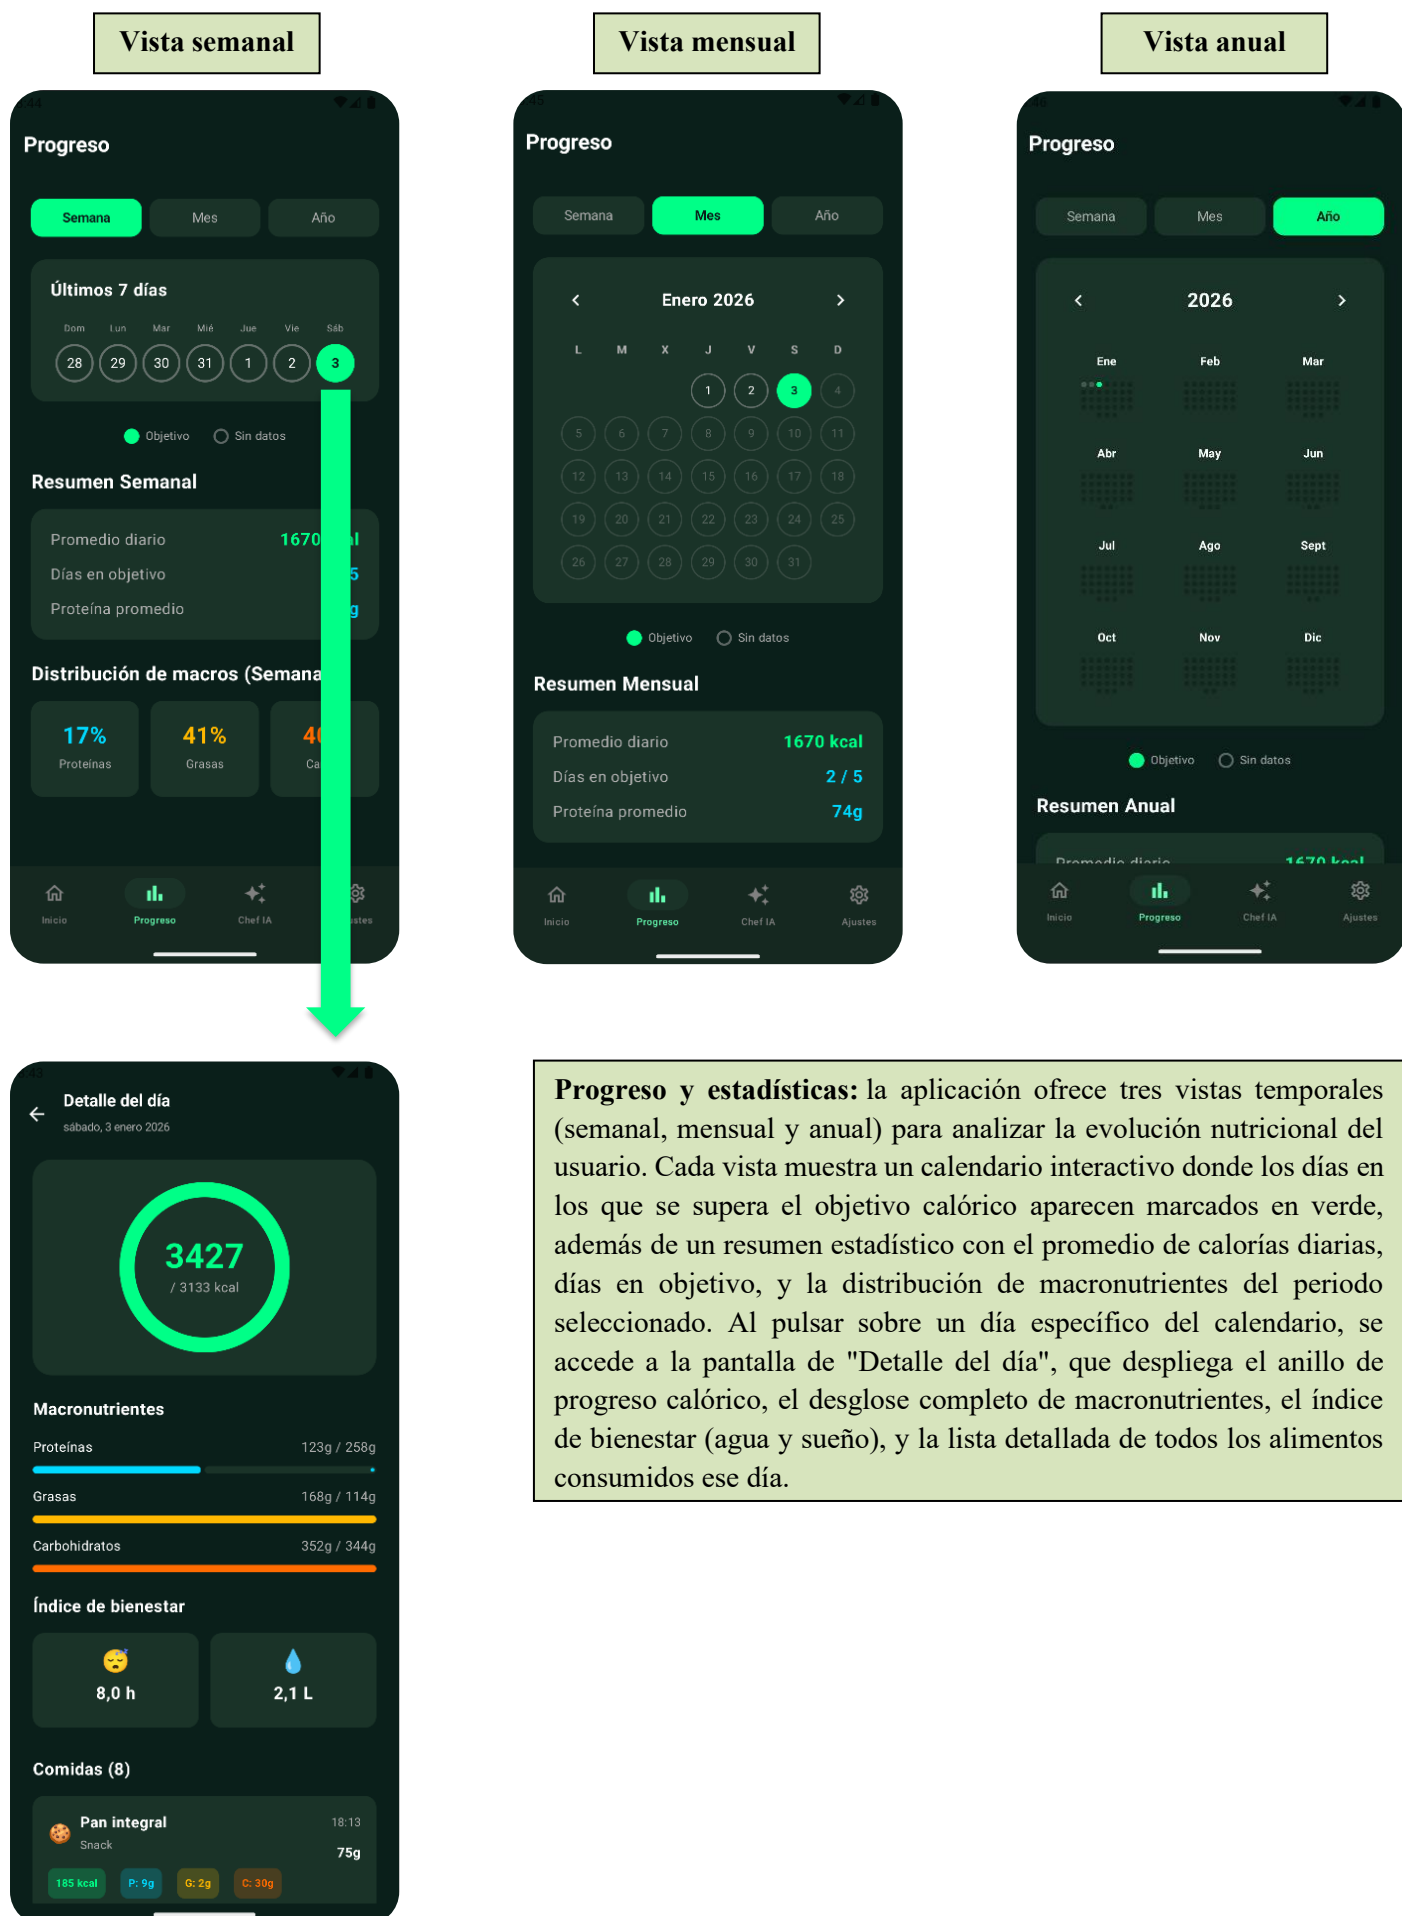 Vista semanal
Vista mensual
Vista anual
Progreso
Semana Mes Año
Últimos 7 días
Dom Lun Mar Mié Jue Vie Sáb
28 29 30 31 1 2 3
Objetivo Sin datos
Resumen Semanal
Promedio diario 1670
Días en objetivo 5
Proteína promedio g
Distribución de macros (Semana
17% 41%
Proteínas Grasas
Inicio Progreso Chef IA
:45
Progreso
Semana Mes Año
Enero 2026
L M X J V S D
1 2 3 4
5 6 7 8 9 10 11
12 13 14 15 16 17 18
19 20 21 22 23 24 25
26 27 28 29 30 31
Objetivo Sin datos
Resumen Mensual
Promedio diario 1670 kcal
Días en objetivo 2 / 5
Proteína promedio 74g
Inicio Progreso Chef IA Ajustes
Progreso
Semana Mes Año
2026
Ene Feb Mar
Abr May Jun
Jul Ago Sept
Oct Nov Dic
Objetivo Sin datos
Resumen Anual
Promedio diario 1670 kcal
Inicio Progreso Chef IA Ajustes
Detalle del día
sábado, 3 enero 2026
3427
/ 3133 kcal
Macronutrientes
Proteínas 123g / 258g
Grasas 168g / 114g
Carbohidratos 352g / 344g
Índice de bienestar
8,0 h 2,1 L
Comidas (8)
Pan integral 18:13
Snack 75g
185 kcal P: 9g G: 2g C: 30g
Progreso y estadísticas: la aplicación ofrece tres vistas temporales
(semanal, mensual y anual) para analizar la evolución nutricional del
usuario. Cada vista muestra un calendario interactivo donde los días en
los que se supera el objetivo calórico aparecen marcados en verde,
además de un resumen estadístico con el promedio de calorías diarias,
días en objetivo, y la distribución de macronutrientes del periodo
seleccionado. Al pulsar sobre un día específico del calendario, se
accede a la pantalla de "Detalle del día", que despliega el anillo de
progreso calórico, el desglose completo de macronutrientes, el índice
de bienestar (agua y sueño), y la lista detallada de todos los alimentos
consumidos ese día.